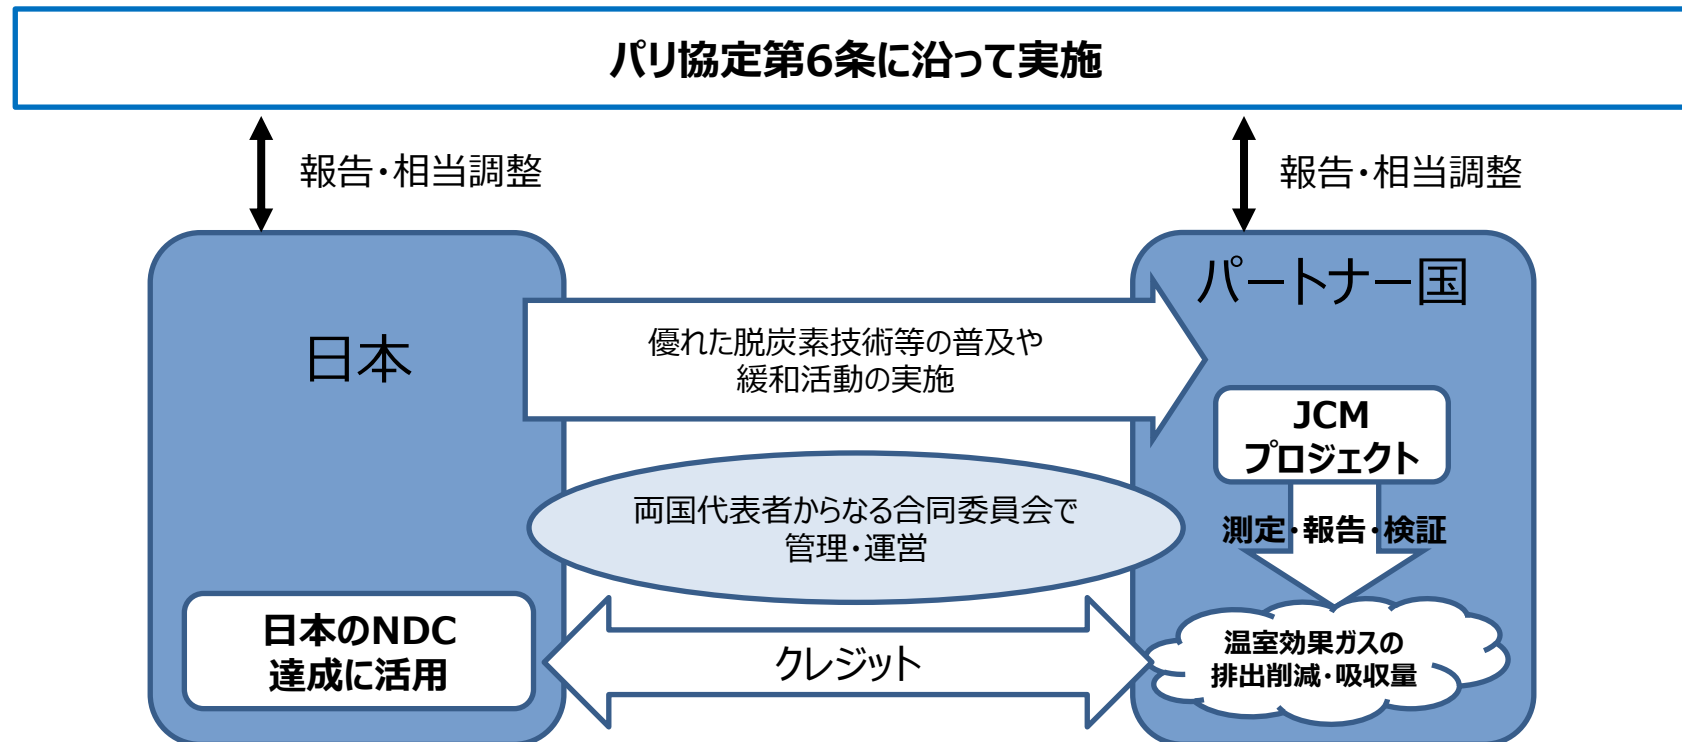 パリ協定第6条に沿って実施
報告・相当調整
報告・相当調整
日本
パートナー国
優れた脱炭素技術等の普及や
緩和活動の実施
JCM
プロジェクト
両国代表者からなる合同委員会で
管理・運営
測定・報告・検証
日本のNDC
達成に活用
クレジット
温室効果ガスの
排出削減・吸収量